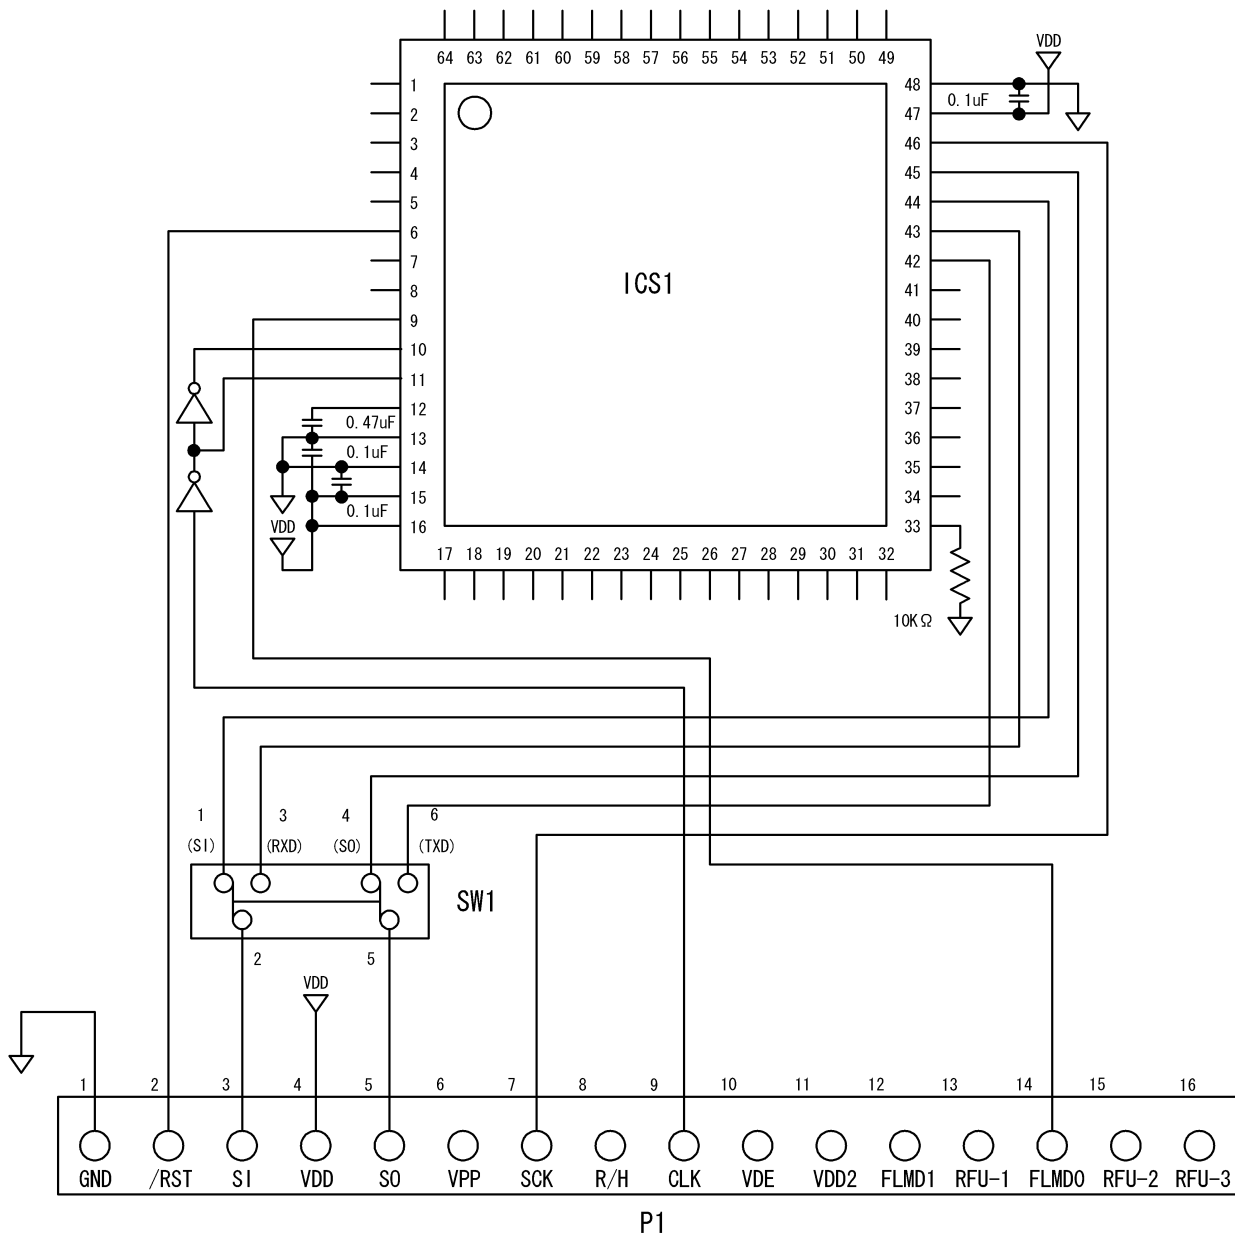 64 63 62 61 60 59 58 57 56 55 54 53 52 51 50 49
VDD
1 48
0.1uF
2 47
3 46
4 45
5 44
6 43
7 42
ICS1
8 41
9 40
10 39
11 38
12 37
0.47uF
13 36
0.1uF
14 35
15 34
0.1uF
VDD
16 33
17 18 19 20 21 22 23 24 25 26 27 28 29 30 31 32
10KΩ
1 3 4 6
(SI) (RXD) (SO) (TXD)
SW1
2 5
VDD
1 2 3 4 5 6 7 8 9 10 11 12 13 14 15 16
GND /RST SI VDD SO VPP SCK R/H CLK VDE VDD2 FLMD1 RFU-1 FLMD0 RFU-2 RFU-3
P1